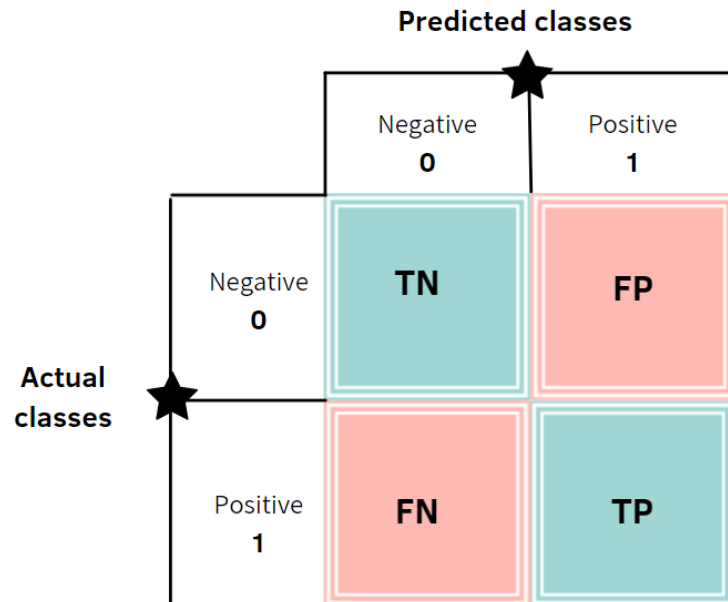 Predicted classes
Negative Positive
0 1
Negative
0
TN FP
Actual
classes
Positive
1
FN TP